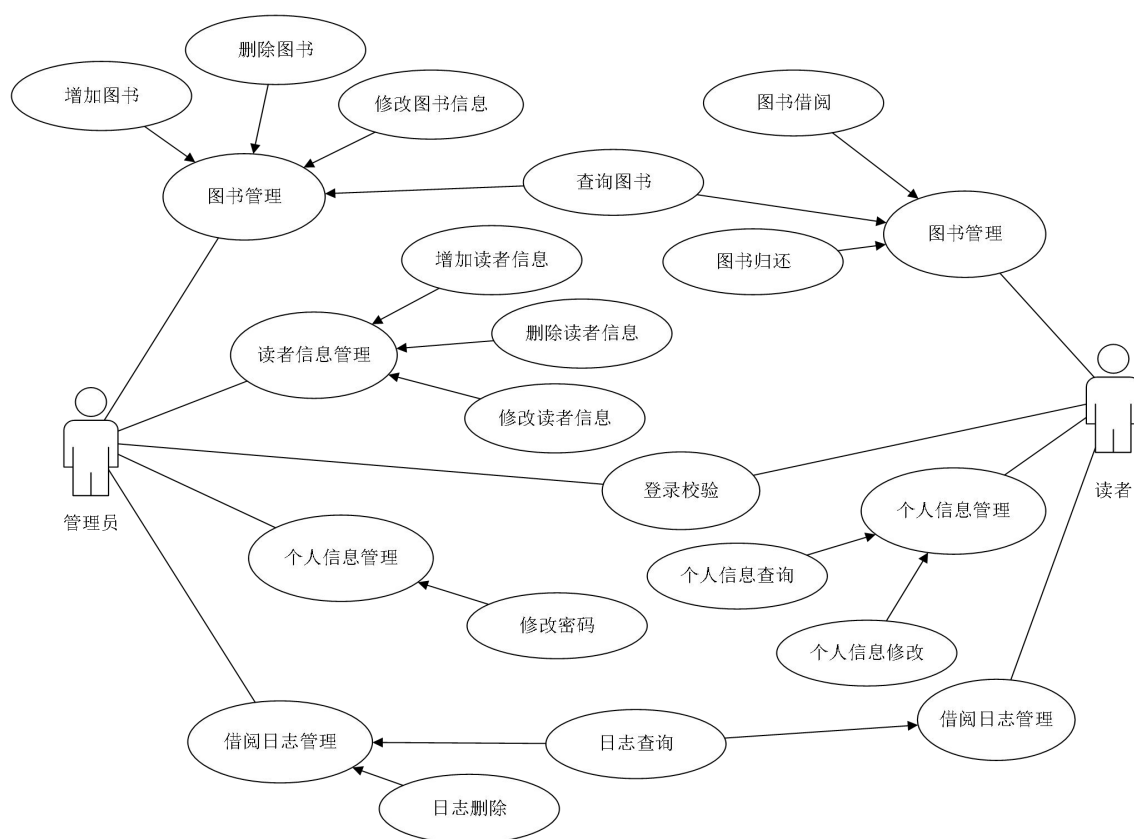 删除图书
增加图书
修改图书信息
图书借阅
图书管理
查询图书
图书管理
增加读者信息
图书归还
删除读者信息
读者信息管理
修改读者信息
登录校验
读者
管理员
个人信息管理
个人信息管理
个人信息查询
修改密码
个人信息修改
借阅日志管理
借阅日志管理
日志查询
日志删除